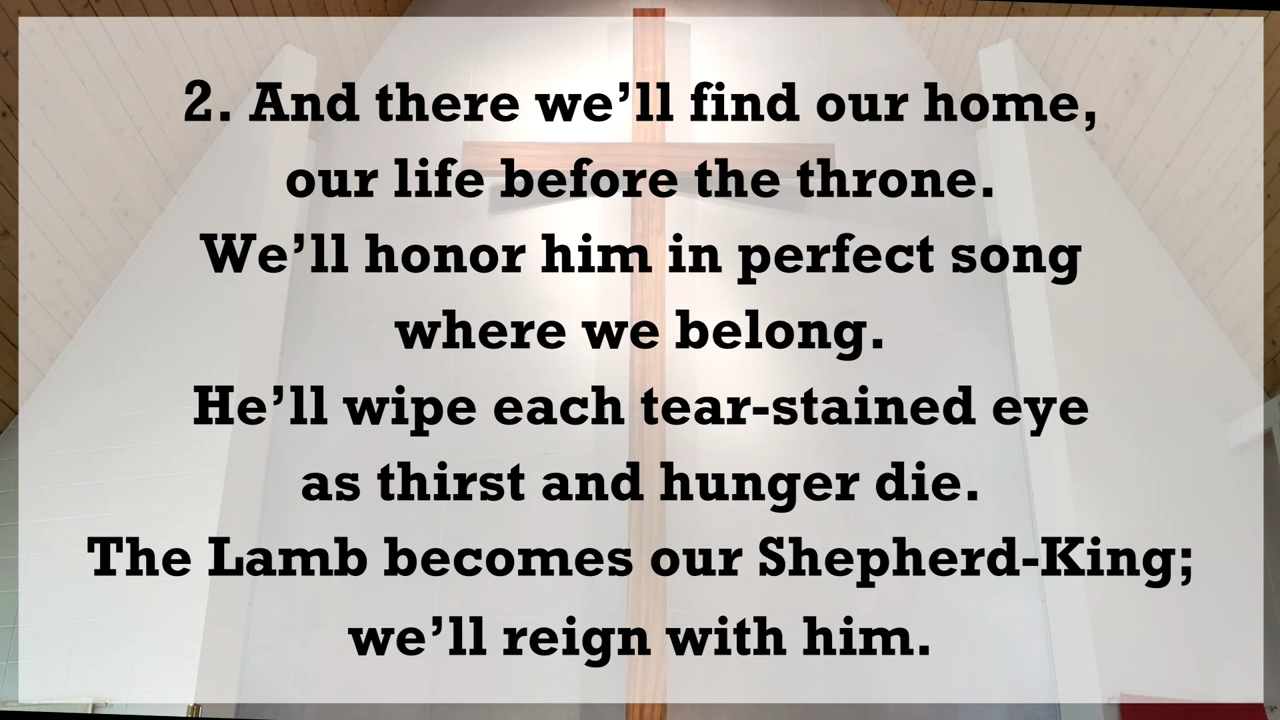 2. And there we’ll find our home,
our life before the throne.
We’ll honor him in perfect song
where we belong.
He’ll wipe each tear-stained eye
as thirst and hunger die.
The Lamb becomes our Shepherd-King;
we’ll reign with him.